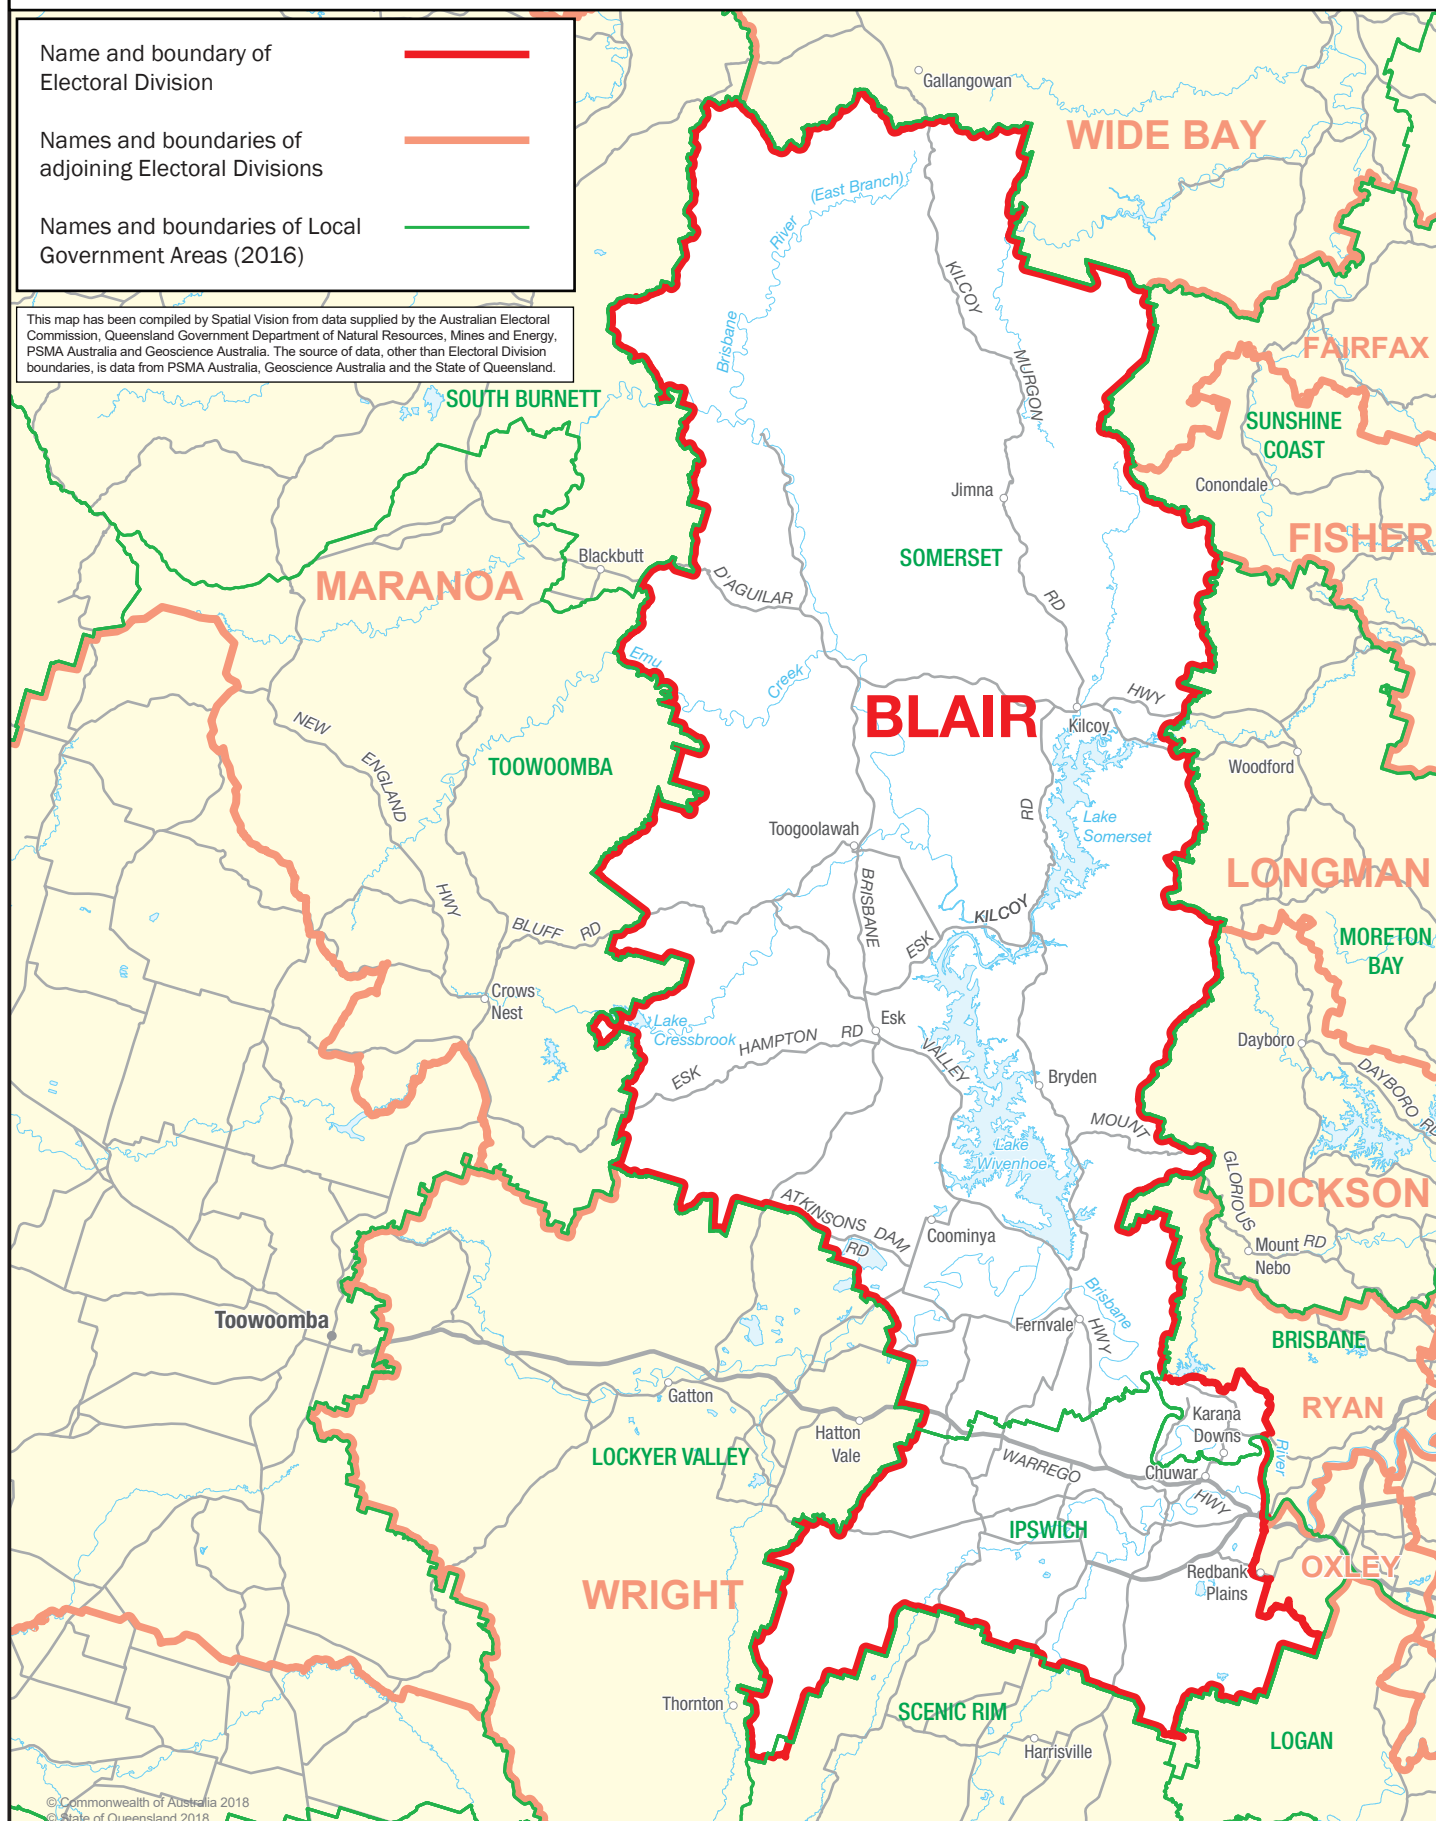 Name and boundary of
Electoral Division
Names and boundaries of
adjoining Electoral Divisions
Names and boundaries of Local
Government Areas (2016)
This map has been compiled by Spatial Vision from data supplied by the Australian Electoral
Commission, Queensland Government Department of Natural Resources, Mines and Energy,
PSMA Australia and Geoscience Australia. The source of data, other than Electoral Division
boundaries, is data from PSMA Australia, Geoscience Australia and the State of Queensland.
Gallangowan
WIDE BAY
(East Branch)
River
Brisbane
KILCOY
MURGON
RD
FAIRFAX
SOUTH BURNETT
SUNSHINE
COAST
Conondale
Jimna
FISHER
SOMERSET
Blackbutt
MARANOA
D'AGUILAR
Emu
Creek
HWY
BLAIR
Kilcoy
NEW
ENGLAND
HWY
TOOWOOMBA
Woodford
RD
Lake
Somerset
Toogoolawah
BRISBANE
LONGMAN
KILCOY
ESK
BLUFF
RD
MORETON
BAY
Crows
Nest
Lake
Cressbrook
Esk
ESK
HAMPTON
RD
VALLEY
Dayboro
DAYBORO
RD
Bryden
MOUNT
GLORIOUS
RD
Lake
Wivenhoe
DICKSON
ATKINSONS
DAM
RD
Coominya
Mount
Nebo
Brisbane
Toowoomba
Fernvale
HWY
BRISBANE
Gatton
RYAN
Karana
Downs
River
Hatton
Vale
LOCKYER VALLEY
WARREGO
Chuwar
HWY
IPSWICH
OXLEY
Redbank
Plains
WRIGHT
Thornton
SCENIC RIM
Harrisville
LOGAN
© Commonwealth of Australia 2018
© State of Queensland 2018